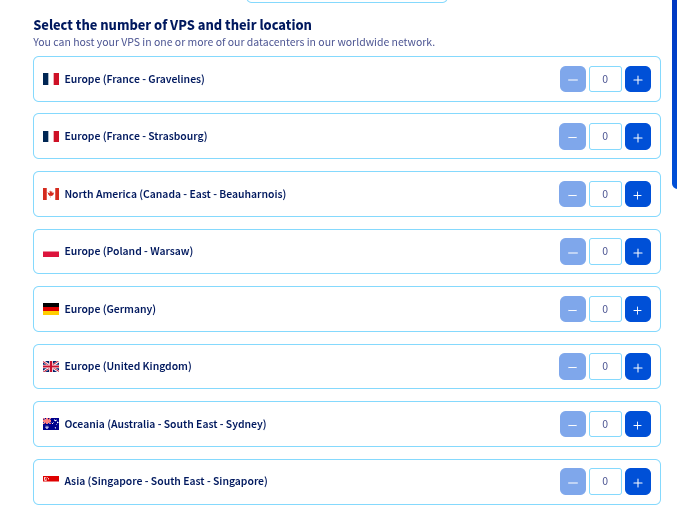 Select the number of VPS and their location
You can host your VPS in one or more of our datacenters in our worldwide network.
Europe (France - Gravelines) — 0 +
Europe (France - Strasbourg) — 0 +
North America (Canada - East - Beauharnois) — 0 +
Europe (Poland - Warsaw) — 0 +
Europe (Germany) — 0 +
Europe (United Kingdom) — 0 +
Oceania (Australia - South East - Sydney) — 0 +
Asia (Singapore - South East - Singapore) — 0 +